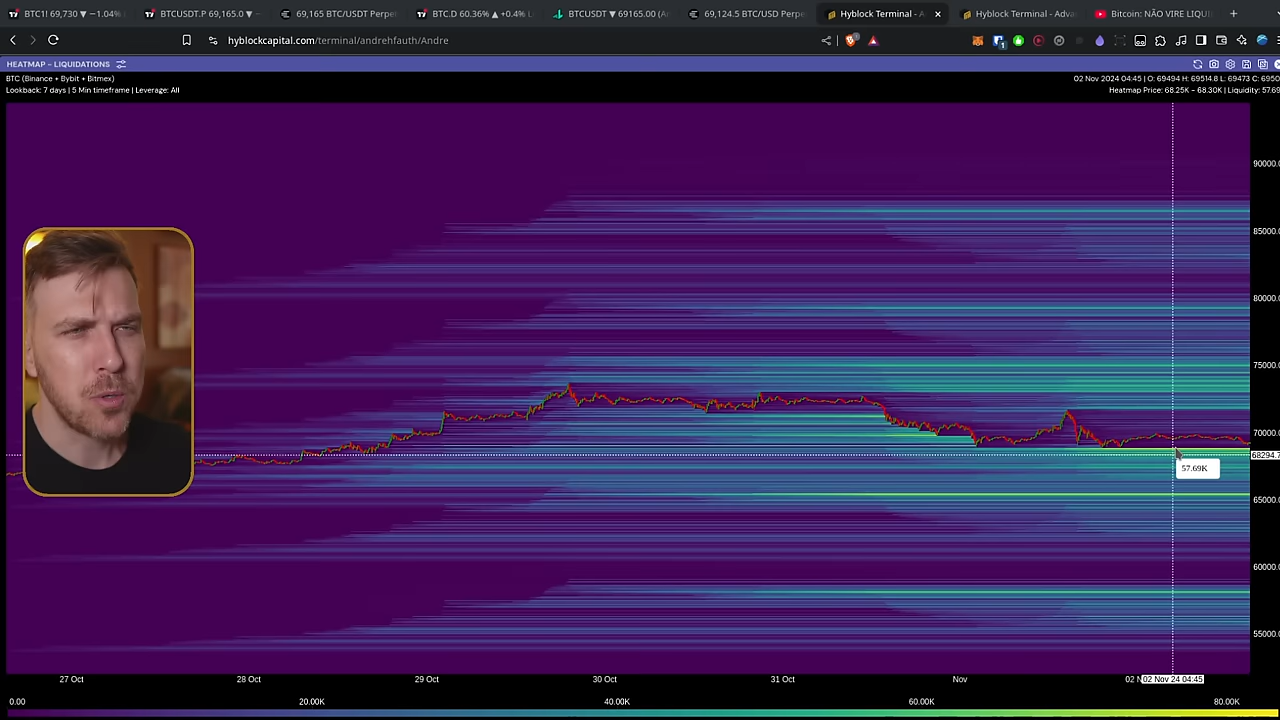 BTC1! 69,730 ▼ −1.04%
BTCUSDT.P 69,165.0 ▼ −
69,165 BTC/USDT Perpe
BTC.D 60.36% ▲ +0.4%
BTCUSDT ▼ 69165.00 (A
69,124.5 BTC/USD Perpe
Hyblock Terminal - A
Hyblock Terminal - Adva
Bitcoin: NÃO VIRE LIQUI
hyblockcapital.com/terminal/andrehfauth/Andre
1
HEATMAP – LIQUIDATIONS
BTC (Binance + Bybit + Bitmex)
02 Nov 2024 04:45 | O: 69494 H: 69514.8 L: 69473 C: 6950
Lookback: 7 days | 5 Min timeframe | Leverage: All
Heatmap Price: 68.25K – 68.30K | Liquidity: 57.69
90000.0
85000.0
80000.0
75000.0
70000.0
68294.7
57.69K
65000.0
60000.0
55000.0
27 Oct
28 Oct
29 Oct
30 Oct
31 Oct
Nov
02 N
02 Nov 24 04:45
0.00
20.00K
40.00K
60.00K
80.00K